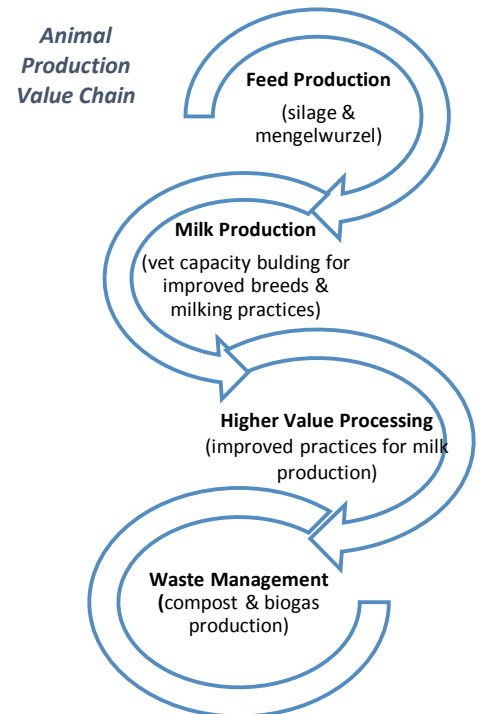 Animal
Production
Value Chain
Feed Production
(silage &
mengelwurzel)
Milk Production
(vet capacity bulding for
improved breeds &
milking practices)
Higher Value Processing
(improved practices for milk
production)
Waste Management
(compost & biogas
production)